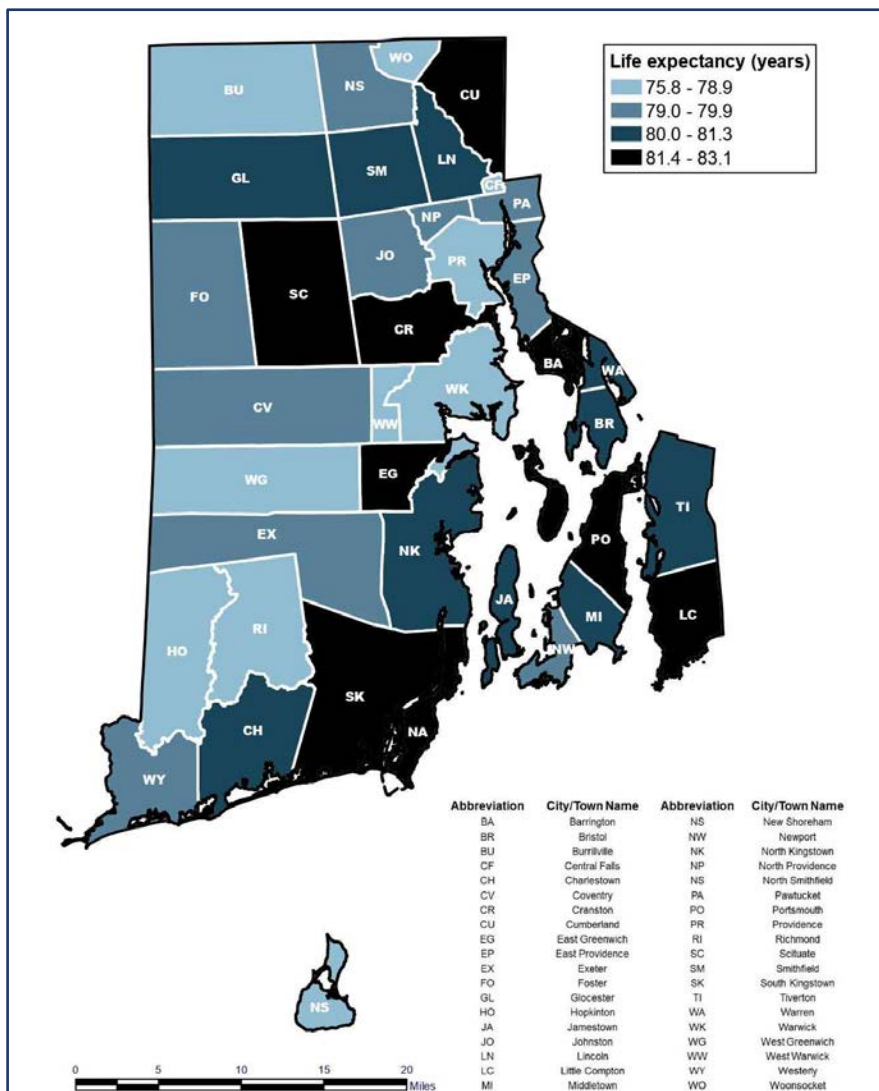 Life expectancy (years)
75.8 - 78.9
79.0 - 79.9
80.0 - 81.3
81.4 - 83.1
WO
BU
NS
CU
LN
GL
SM
CF
PA
NP
JO
PR
EP
FO
SC
CR
BA
WA
WK
CV
WW
BR
EG
WG
TI
EX
NK
PO
JA
MI
LC
RI
HO
NW
SK
CH
NA
WY
NS
Abbreviation City/Town Name Abbreviation City/Town Name
BA Barrington NS New Shoreham
BR Bristol NW Newport
BU Burrillville NK North Kingstown
CF Central Falls NP North Providence
CH Charlestown NS North Smithfield
CV Coventry PA Pawtucket
CR Cranston PO Portsmouth
CU Cumberland PR Providence
EG East Greenwich RI Richmond
EP East Providence SC Scituate
EX Exeter SM Smithfield
FO Foster SK South Kingstown
GL Glocester TI Tiverton
HO Hopkinton WA Warren
JA Jamestown WK Warwick
JO Johnston WG West Greenwich
LN Lincoln WW West Warwick
LC Little Compton WY Westerly
MI Middletown WO Woonsocket
0 5 10 20
Miles